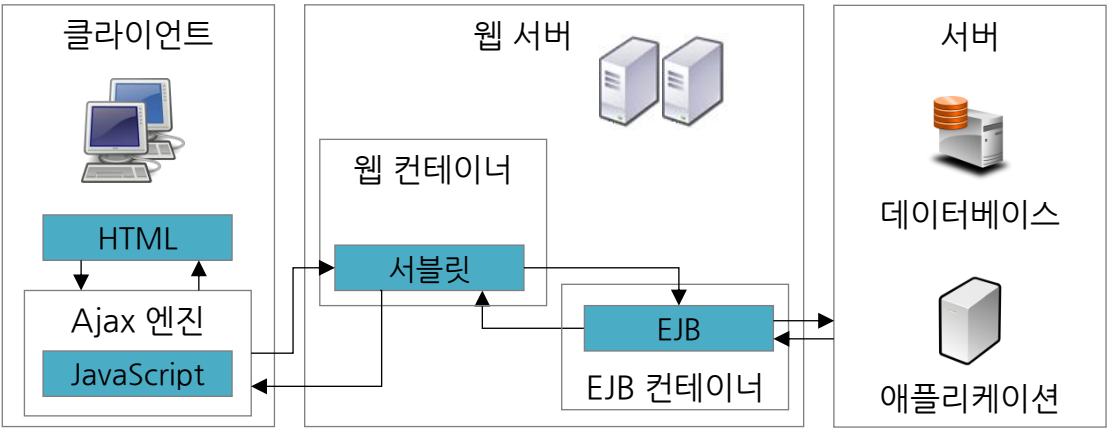 클라이언트
HTML
Ajax 엔진
JavaScript
웹 서버
웹 컨테이너
서블릿
EJB
EJB 컨테이너
서버
데이터베이스
애플리케이션